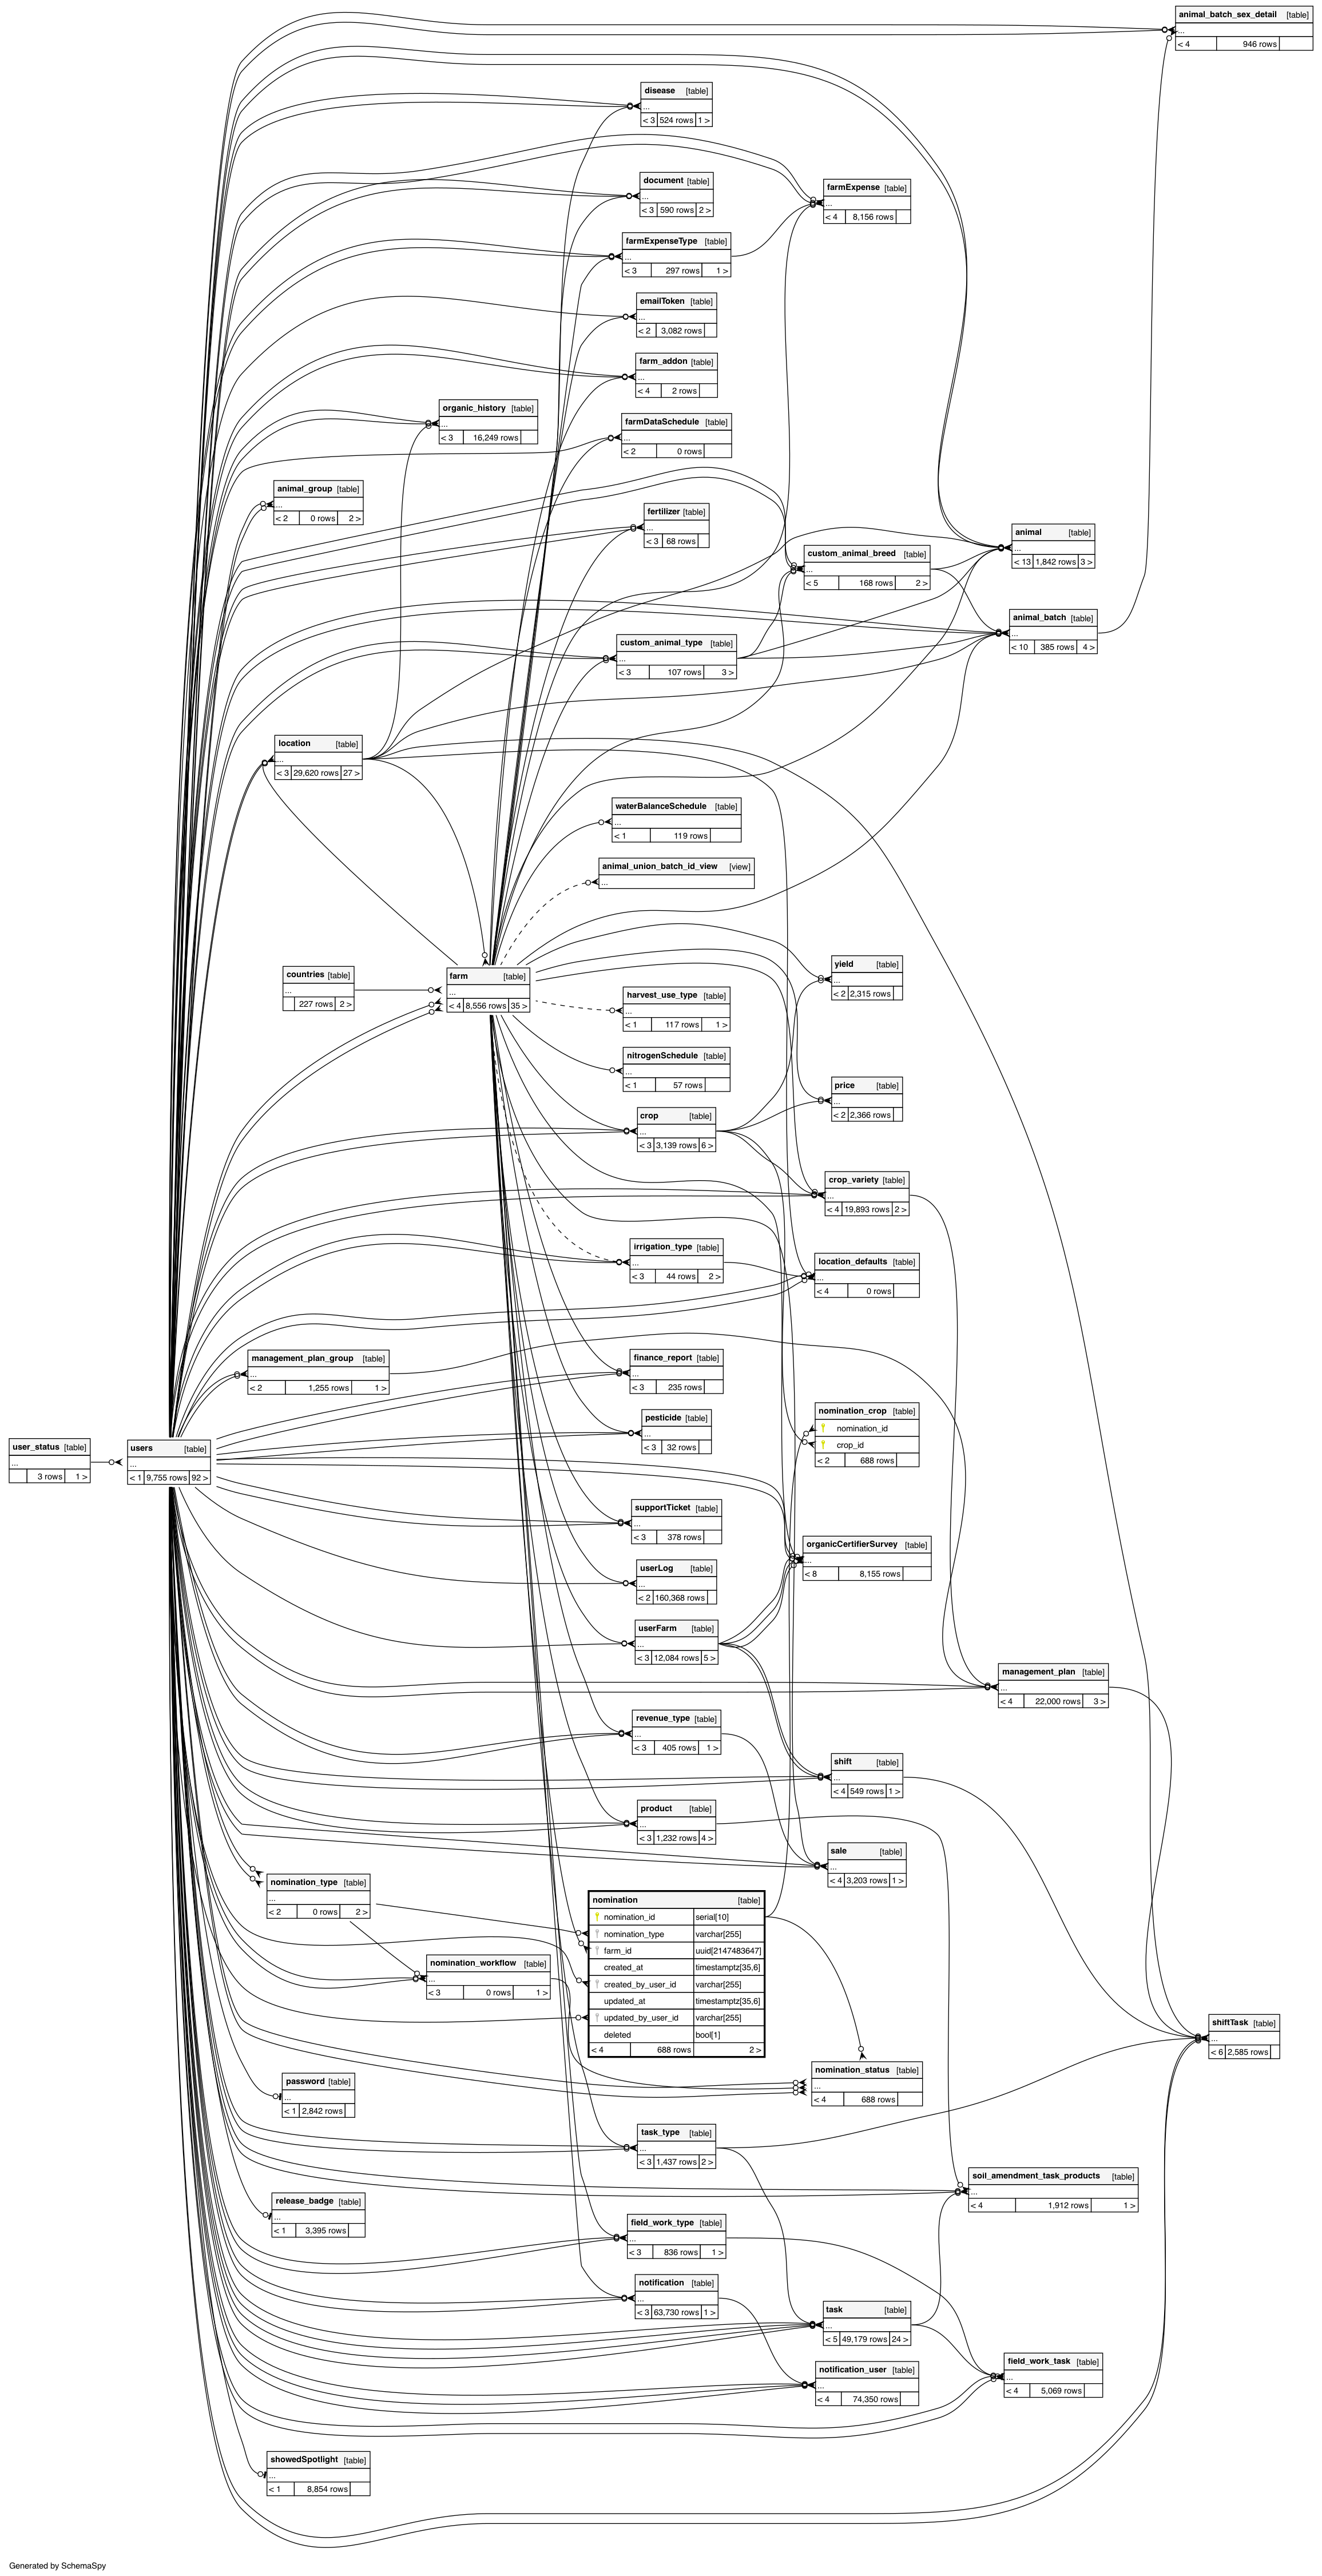 animal_batch_sex_detail [table]
...
< 4 946 rows
disease [table]
...
< 3 524 rows 1 >
document [table]
...
< 3 590 rows 2 >
farmExpense [table]
...
< 4 8,156 rows
farmExpenseType [table]
...
< 3 297 rows 1 >
emailToken [table]
...
< 2 3,082 rows
farm_addon [table]
...
< 4 2 rows
organic_history [table]
...
< 3 16,249 rows
farmDataSchedule [table]
...
< 2 0 rows
animal_group [table]
...
< 2 0 rows 2 >
fertilizer [table]
...
< 3 68 rows
animal [table]
...
< 13 1,842 rows 3 >
custom_animal_breed [table]
...
< 5 168 rows 2 >
animal_batch [table]
...
< 10 385 rows 4 >
custom_animal_type [table]
...
< 3 107 rows 3 >
location [table]
...
< 3 29,620 rows 27 >
waterBalanceSchedule [table]
...
< 1 119 rows
animal_union_batch_id_view [view]
...
yield [table]
...
< 2 2,315 rows
countries [table]
...
227 rows 2 >
farm [table]
...
< 4 8,556 rows 35 >
harvest_use_type [table]
...
< 1 117 rows 1 >
nitrogenSchedule [table]
...
< 1 57 rows
price [table]
...
< 2 2,366 rows
crop [table]
...
< 3 3,139 rows 6 >
crop_variety [table]
...
< 4 19,893 rows 2 >
irrigation_type [table]
...
< 3 44 rows 2 >
location_defaults [table]
...
< 4 0 rows
management_plan_group [table]
...
< 2 1,255 rows 1 >
finance_report [table]
...
< 3 235 rows
nomination_crop [table]
nomination_id
crop_id
< 2 688 rows
pesticide [table]
...
< 3 32 rows
user_status [table]
...
3 rows 1 >
users [table]
...
< 1 9,755 rows 92 >
supportTicket [table]
...
< 3 378 rows
organicCertifierSurvey [table]
...
< 8 8,155 rows
userLog [table]
...
< 2 160,368 rows
userFarm [table]
...
< 3 12,084 rows 5 >
management_plan [table]
...
< 4 22,000 rows 3 >
revenue_type [table]
...
< 3 405 rows 1 >
shift [table]
...
< 4 549 rows 1 >
product [table]
...
< 3 1,232 rows 4 >
sale [table]
...
< 4 3,203 rows 1 >
nomination_type [table]
...
< 2 0 rows 2 >
nomination [table]
nomination_id serial[10]
nomination_type varchar[255]
farm_id uuid[2147483647]
created_at timestamptz[35,6]
created_by_user_id varchar[255]
updated_at timestamptz[35,6]
updated_by_user_id varchar[255]
deleted bool[1]
< 4 688 rows 2 >
nomination_workflow [table]
...
< 3 0 rows 1 >
shiftTask [table]
...
< 6 2,585 rows
nomination_status [table]
...
< 4 688 rows
password [table]
...
< 1 2,842 rows
task_type [table]
...
< 3 1,437 rows 2 >
soil_amendment_task_products [table]
...
< 4 1,912 rows 1 >
release_badge [table]
...
< 1 3,395 rows
field_work_type [table]
...
< 3 836 rows 1 >
notification [table]
...
< 3 63,730 rows 1 >
task [table]
...
< 5 49,179 rows 24 >
field_work_task [table]
...
< 4 5,069 rows
notification_user [table]
...
< 4 74,350 rows
showedSpotlight [table]
...
< 1 8,854 rows
Generated by SchemaSpy